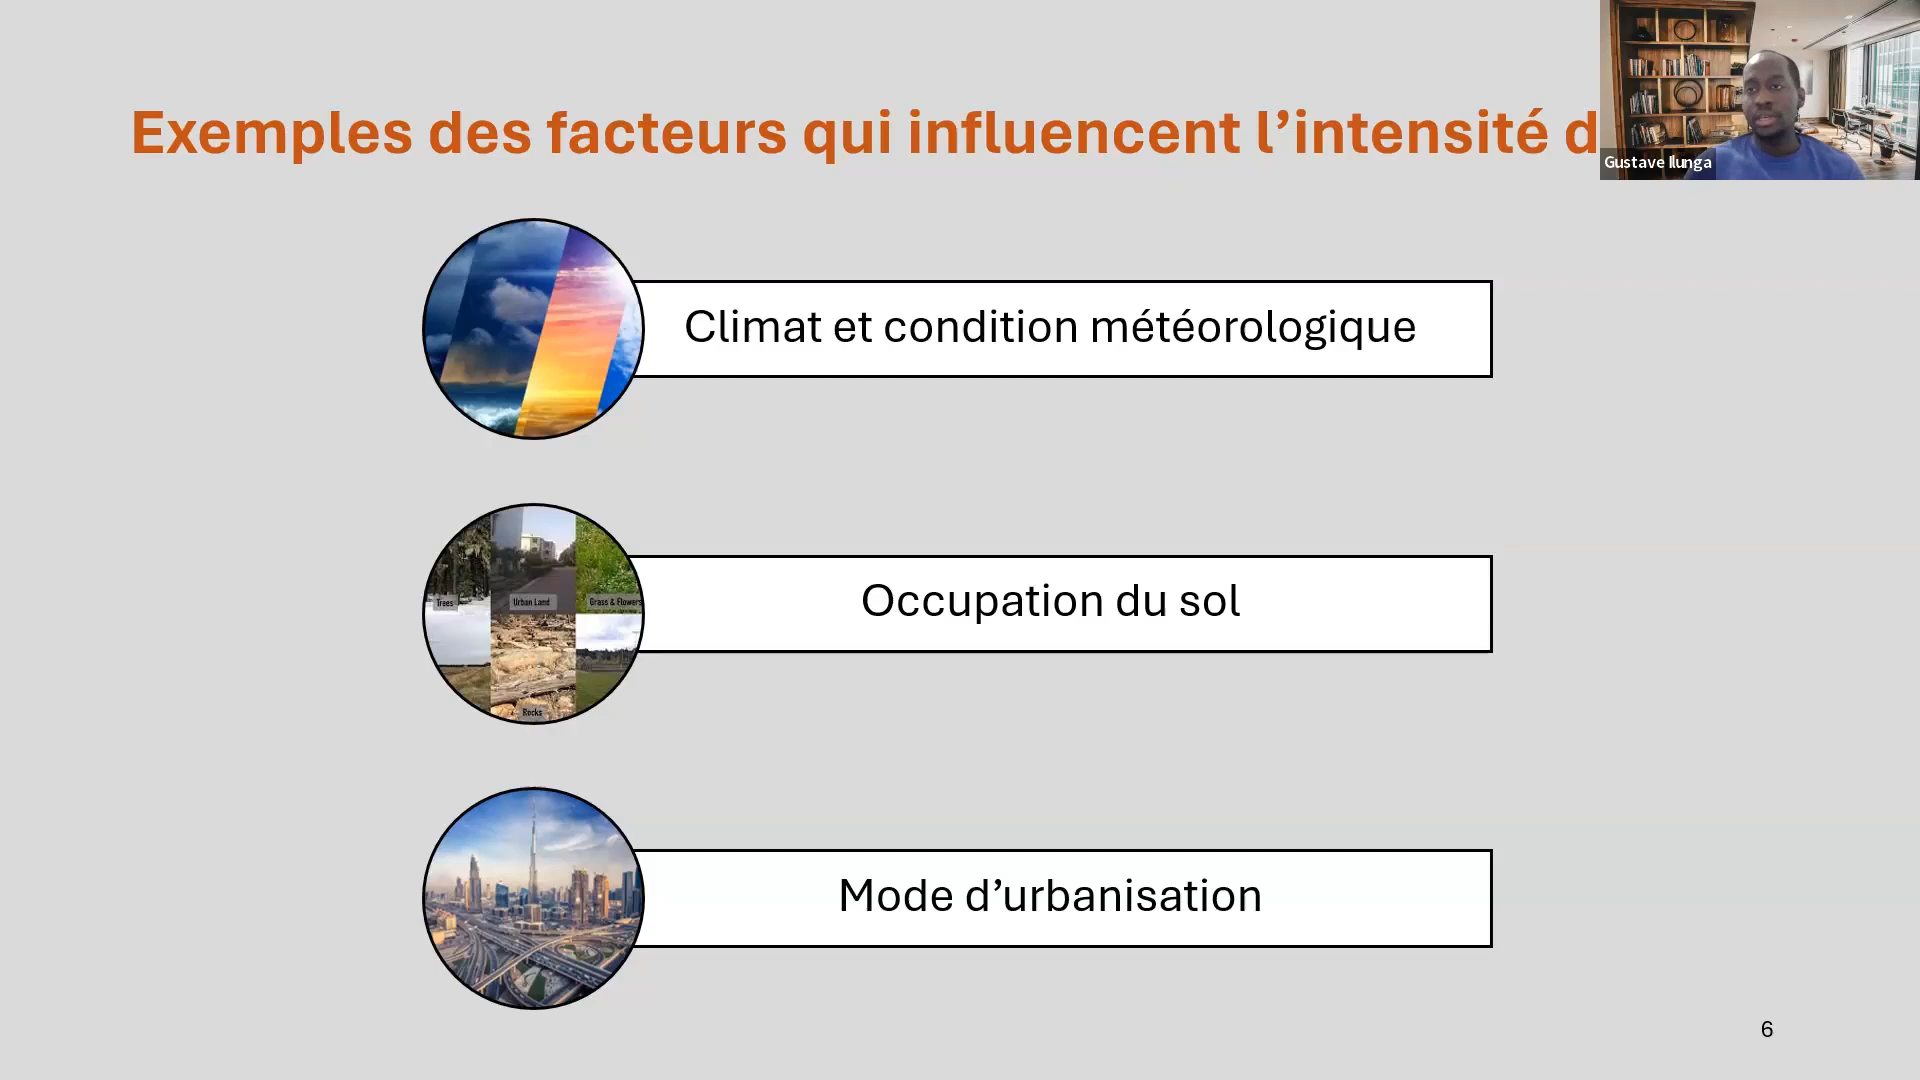 Exemples des facteurs qui influencent l’intensité d
Gustave Ilunga
Climat et condition météorologique
Trees
Urban Land
Grass & Flowers
Occupation du sol
Rocks
Mode d’urbanisation
6